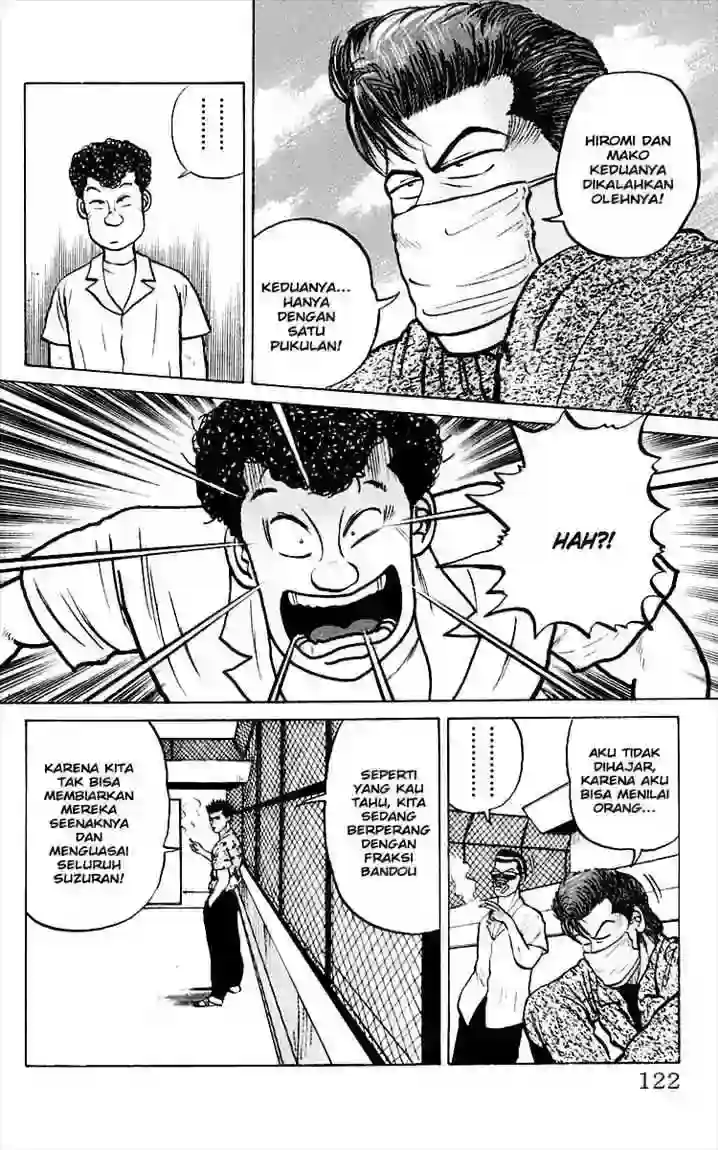 HIROMI DAN
MAKO
KEDUANYA
DIKALAHKAN
OLEHNYA!
KEDUANYA...
HANYA
DENGAN
SATU
PUKULAN!
HAH?!
AKU TIDAK
DIHAJAR,
KARENA AKU
BISA MENILAI
ORANG...
SEPERTI
YANG KAU
TAHU, KITA
SEDANG
BERPERANG
DENGAN
FRAKSI
BANDOU
KARENA KITA
TAK BISA
MEMBIARKAN
MEREKA
SEENAKNYA
DAN
MENGUASAI
SELURUH
SUZURAN!
122